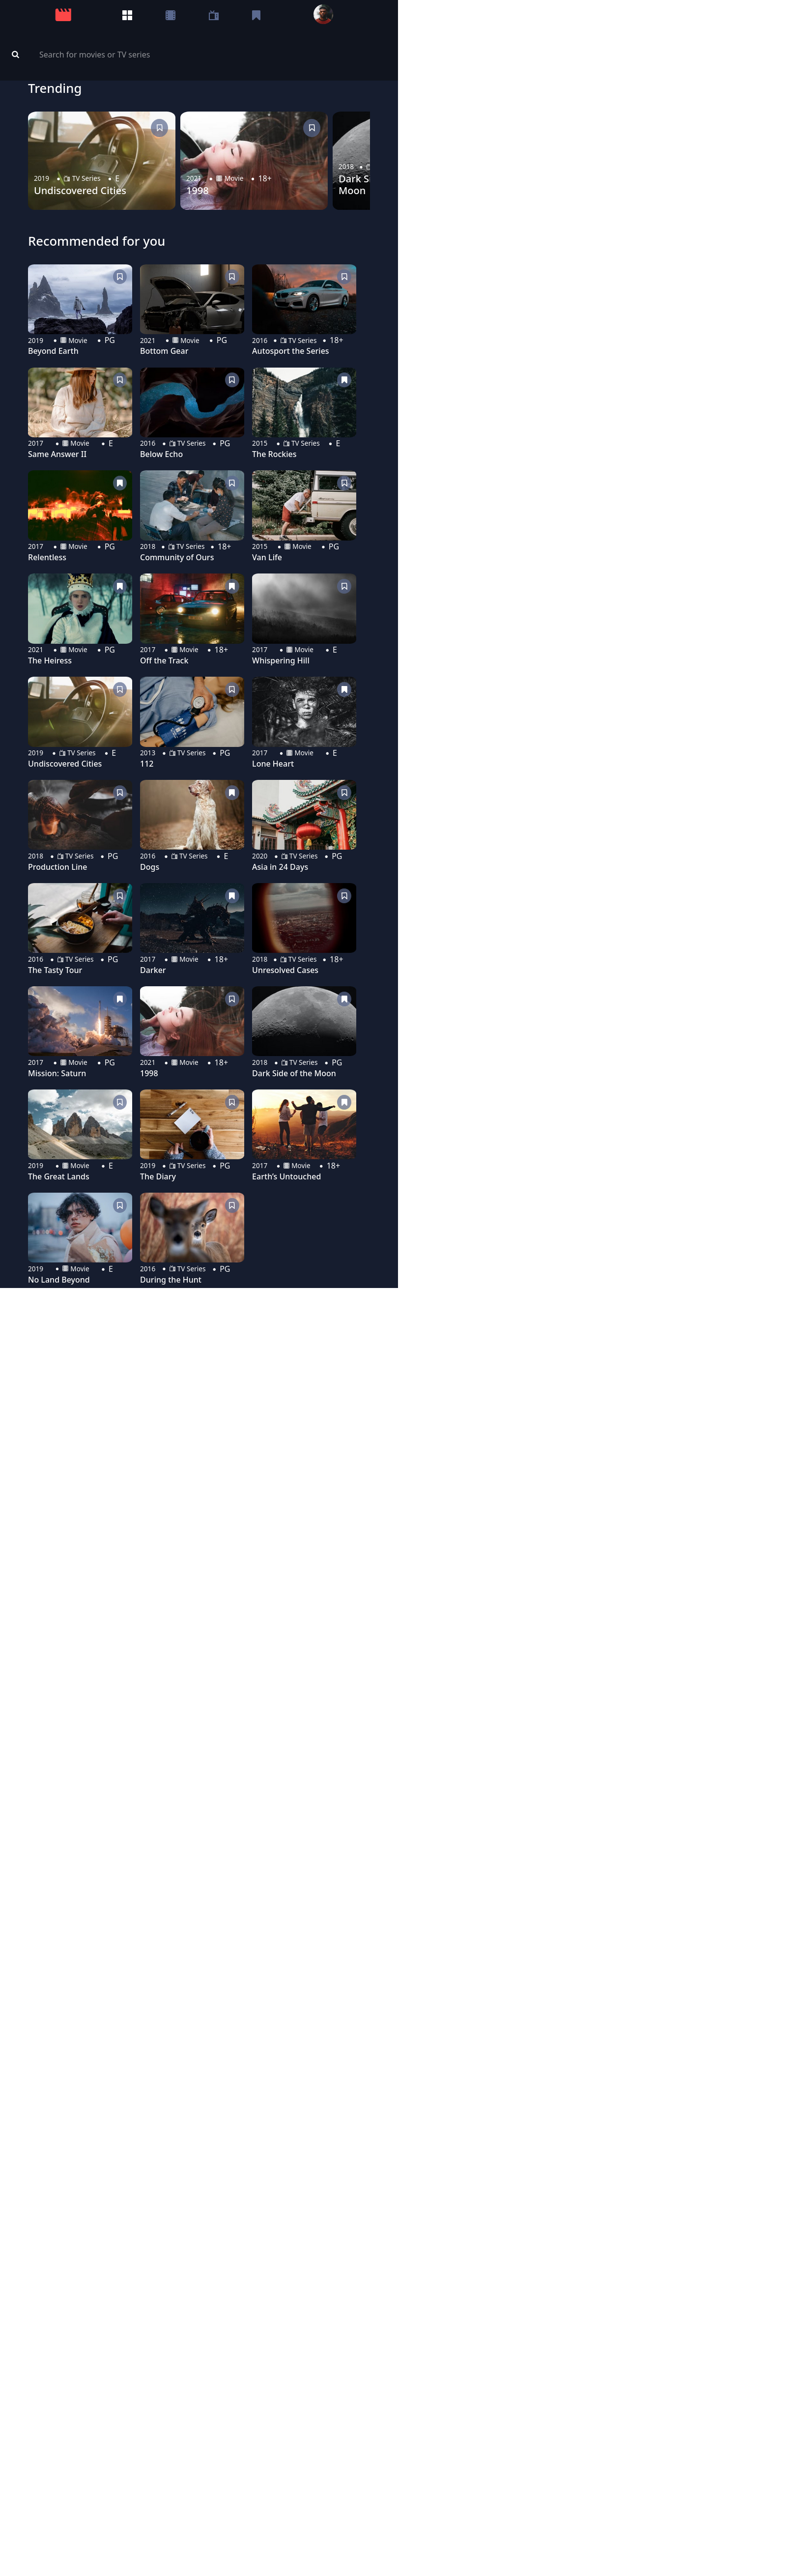 Search for movies or TV series
Trending
2019 • TV Series • E
Undiscovered Cities
2021 • Movie • 18+
1998
2018 •
Dark S
Moon
Recommended for you
2019 • Movie • PG
Beyond Earth
2021 • Movie • PG
Bottom Gear
2016 • TV Series • 18+
Autosport the Series
2017 • Movie • E
Same Answer II
2016 • TV Series • PG
Below Echo
2015 • TV Series • E
The Rockies
2017 • Movie • PG
Relentless
2018 • TV Series • 18+
Community of Ours
2015 • Movie • PG
Van Life
2021 • Movie • PG
The Heiress
2017 • Movie • 18+
Off the Track
2017 • Movie • E
Whispering Hill
2019 • TV Series • E
Undiscovered Cities
2013 • TV Series • PG
112
2017 • Movie • E
Lone Heart
2018 • TV Series • PG
Production Line
2016 • TV Series • E
Dogs
2020 • TV Series • PG
Asia in 24 Days
2016 • TV Series • PG
The Tasty Tour
2017 • Movie • 18+
Darker
2018 • TV Series • 18+
Unresolved Cases
2017 • Movie • PG
Mission: Saturn
2021 • Movie • 18+
1998
2018 • TV Series • PG
Dark Side of the Moon
2019 • Movie • E
The Great Lands
2019 • TV Series • PG
The Diary
2017 • Movie • 18+
Earth’s Untouched
2019 • Movie • E
No Land Beyond
2016 • TV Series • PG
During the Hunt